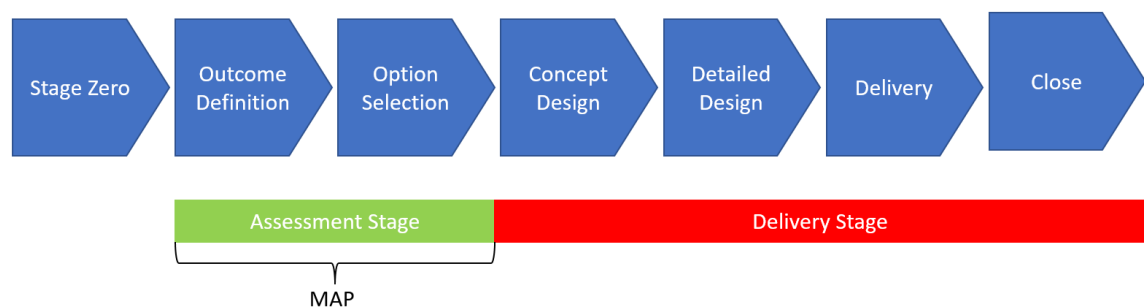 Stage Zero
Outcome
Definition
Option
Selection
Concept
Design
Detailed
Design
Delivery
Close
Assessment Stage
Delivery Stage
MAP